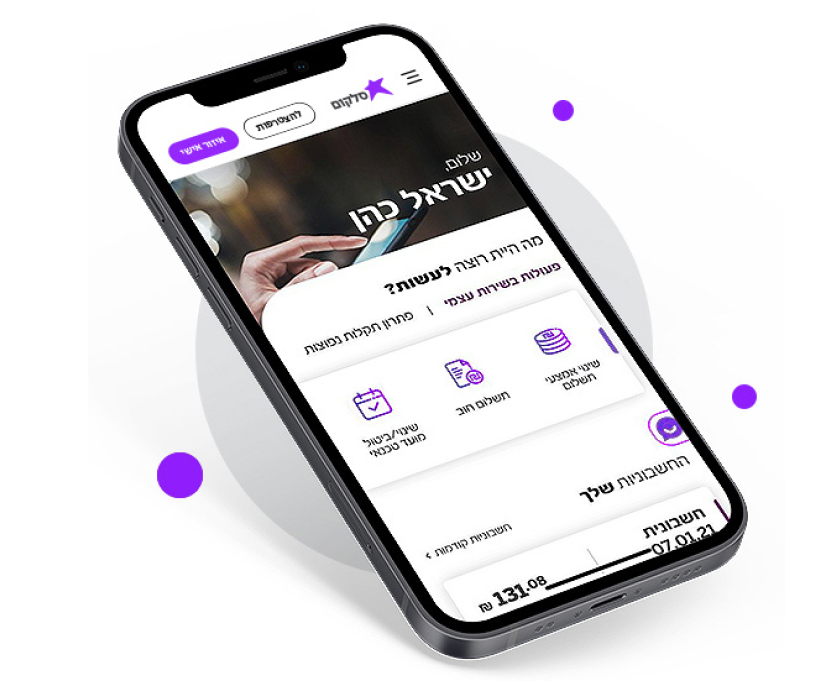 סלקום
להצטרפות
איזור אישי
שלום,
ישראל כהן
מה היית רוצה לעשות?
פעולות בשירות עצמי | פתרון תקלות נפוצות
שינוי אמצעי
תשלום
תשלום חוב
שינוי/ביטול
מועד טכנאי
החשבוניות שלך
חשבוניות קודמות ›
חשבונית
07.01.21
131.08 ₪